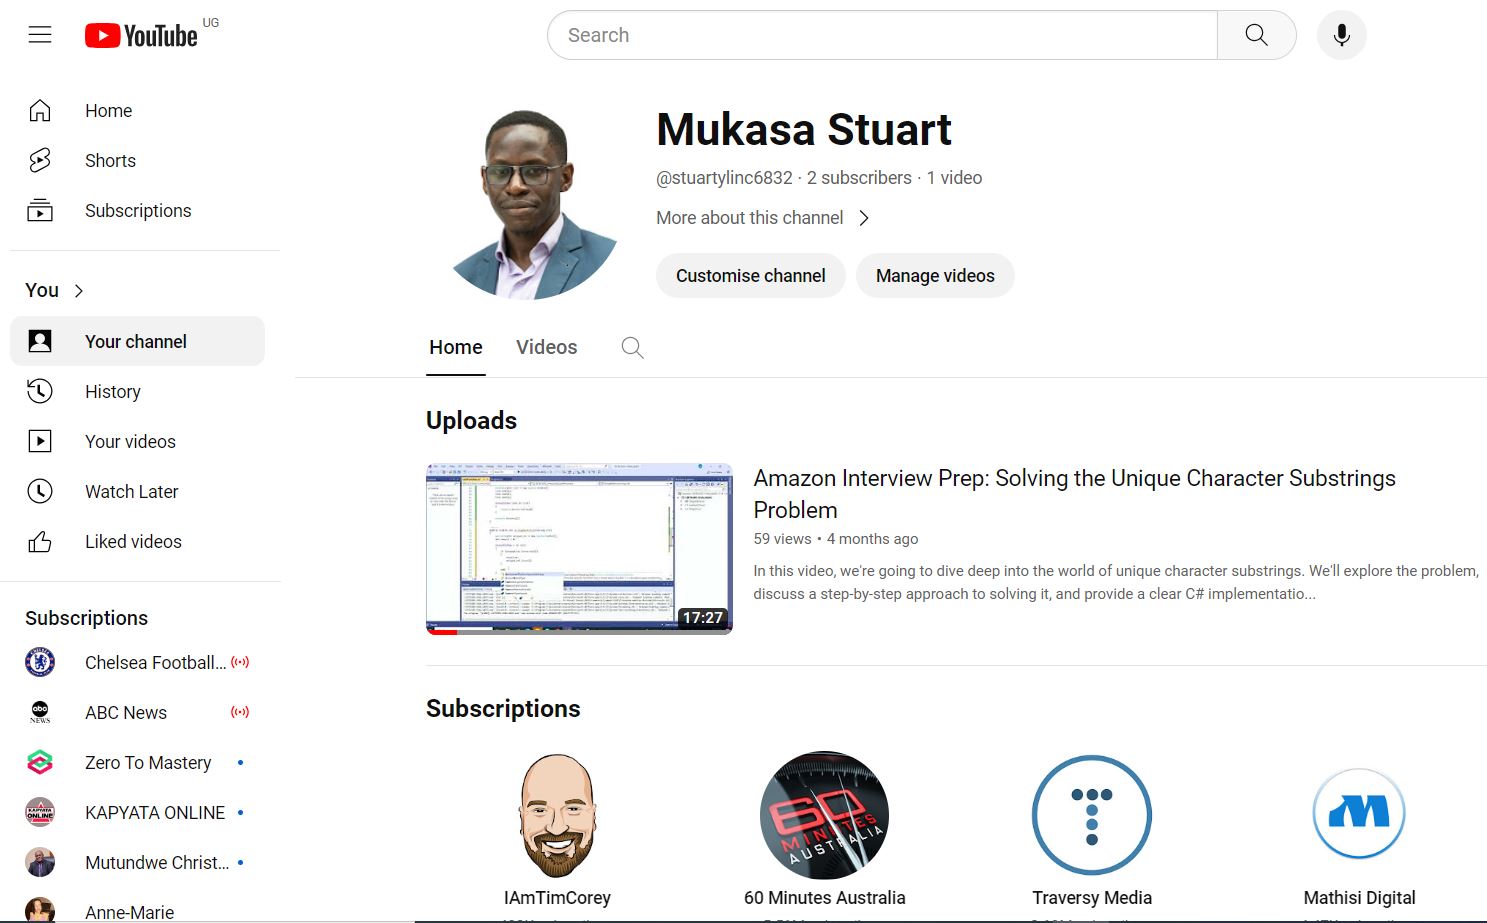 YouTube UG
Search
Home
Shorts
Subscriptions
You
Your channel
History
Your videos
Watch Later
Liked videos
Subscriptions
Chelsea Football...
ABC News
Zero To Mastery
KAPYATA ONLINE
Mutundwe Christ...
Anne-Marie
Mukasa Stuart
@stuartylinc6832 · 2 subscribers · 1 video
More about this channel
Customise channel
Manage videos
Home
Videos
Uploads
17:27
Amazon Interview Prep: Solving the Unique Character Substrings
Problem
59 views • 4 months ago
In this video, we're going to dive deep into the world of unique character substrings. We'll explore the problem,
discuss a step-by-step approach to solving it, and provide a clear C# implementatio...
Subscriptions
60
MINUTES
AUSTRALIA
IAmTimCorey
60 Minutes Australia
Traversy Media
Mathisi Digital